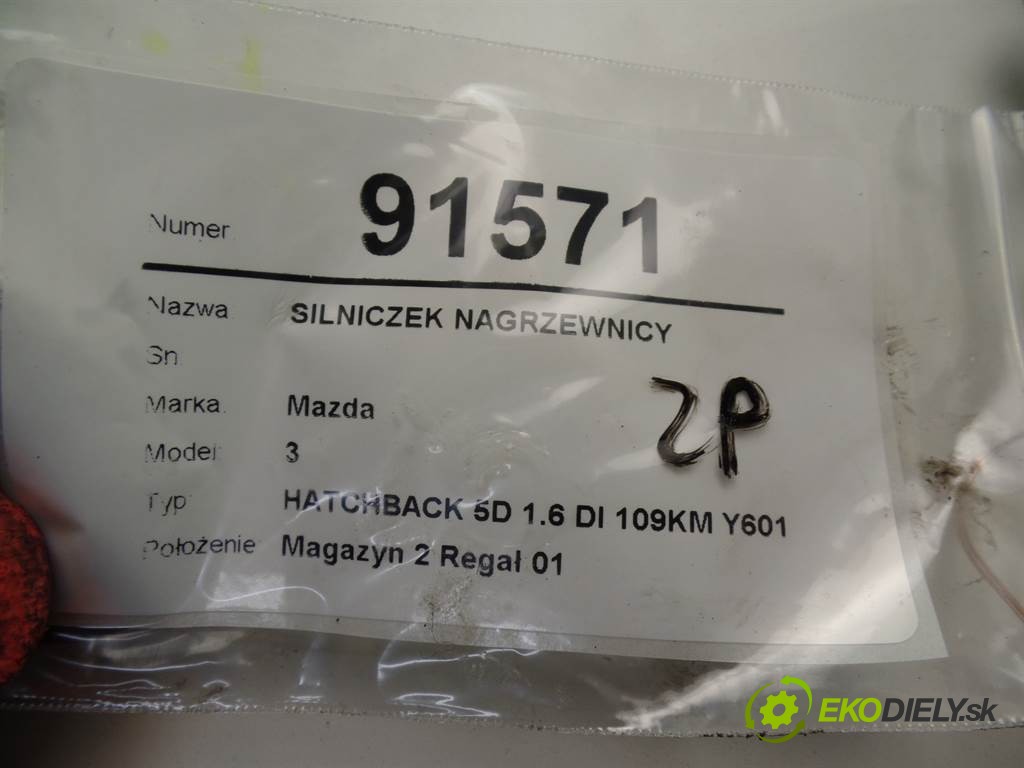 Numer 91571
Nazwa SILNICZEK NAGRZEWNICY
Sn
Marka Mazda
ZP
Model 3
Typ HATCHBACK 5D 1.6 DI 109KM Y601
Położenie Magazyn 2 Regał 01
EKODIELY.sk